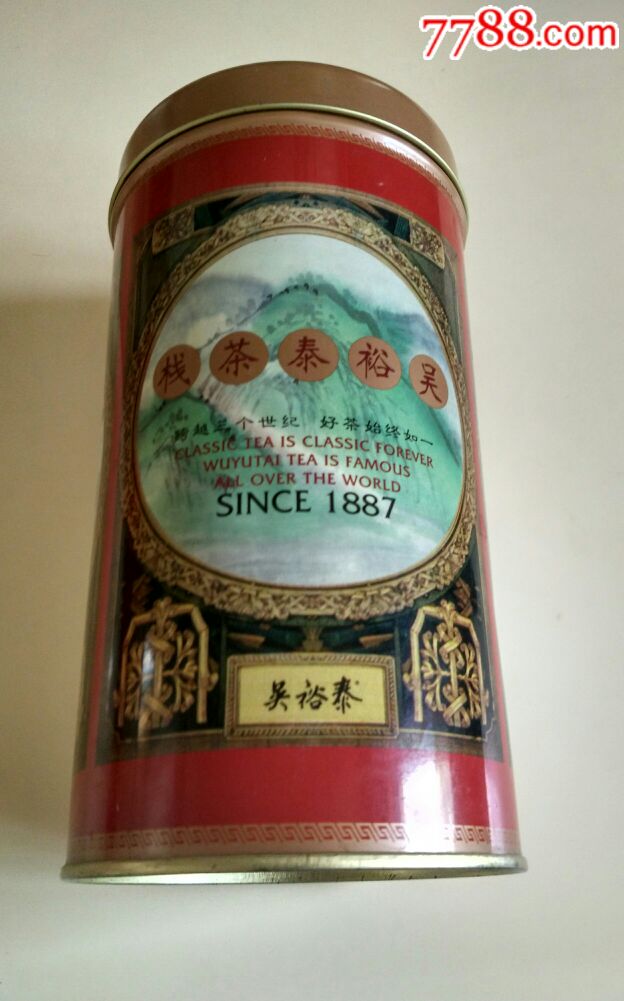 7788.com
吴裕泰茶栈
跨越三个世纪 好茶始终如一
CLASSIC TEA IS CLASSIC FOREVER
WUYUTAI TEA IS FAMOUS
ALL OVER THE WORLD
SINCE 1887
吴裕泰